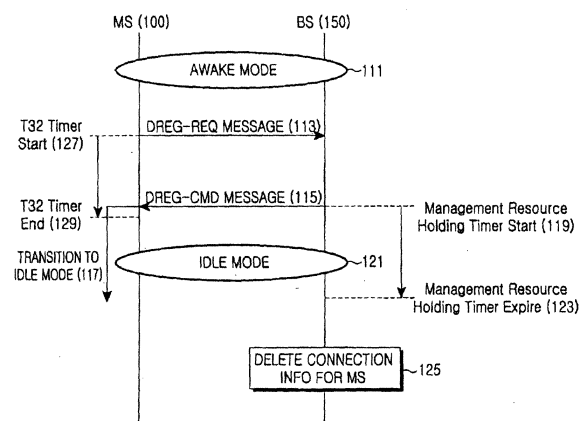 MS (100)
BS (150)
AWAKE MODE
111
T32 Timer
Start (127)
DREG-REQ MESSAGE (113)
DREG-CMD MESSAGE (115)
T32 Timer
End (129)
Management Resource
Holding Timer Start (119)
TRANSITION TO
IDLE MODE (117)
IDLE MODE
121
Management Resource
Holding Timer Expire (123)
DELETE CONNECTION
INFO FOR MS
125